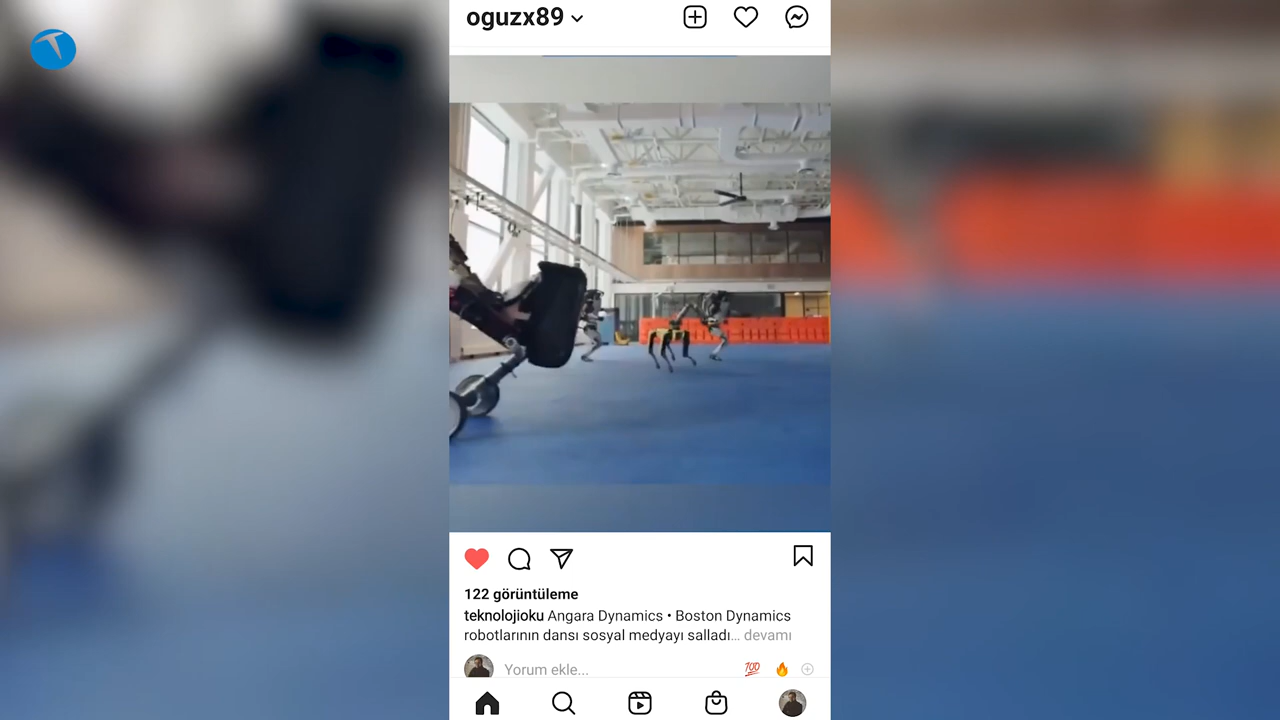 oguzx89
122 görüntüleme
teknolojioku Angara Dynamics • Boston Dynamics
robotlarının dansı sosyal medyayı salladı... devamı
Yorum ekle...